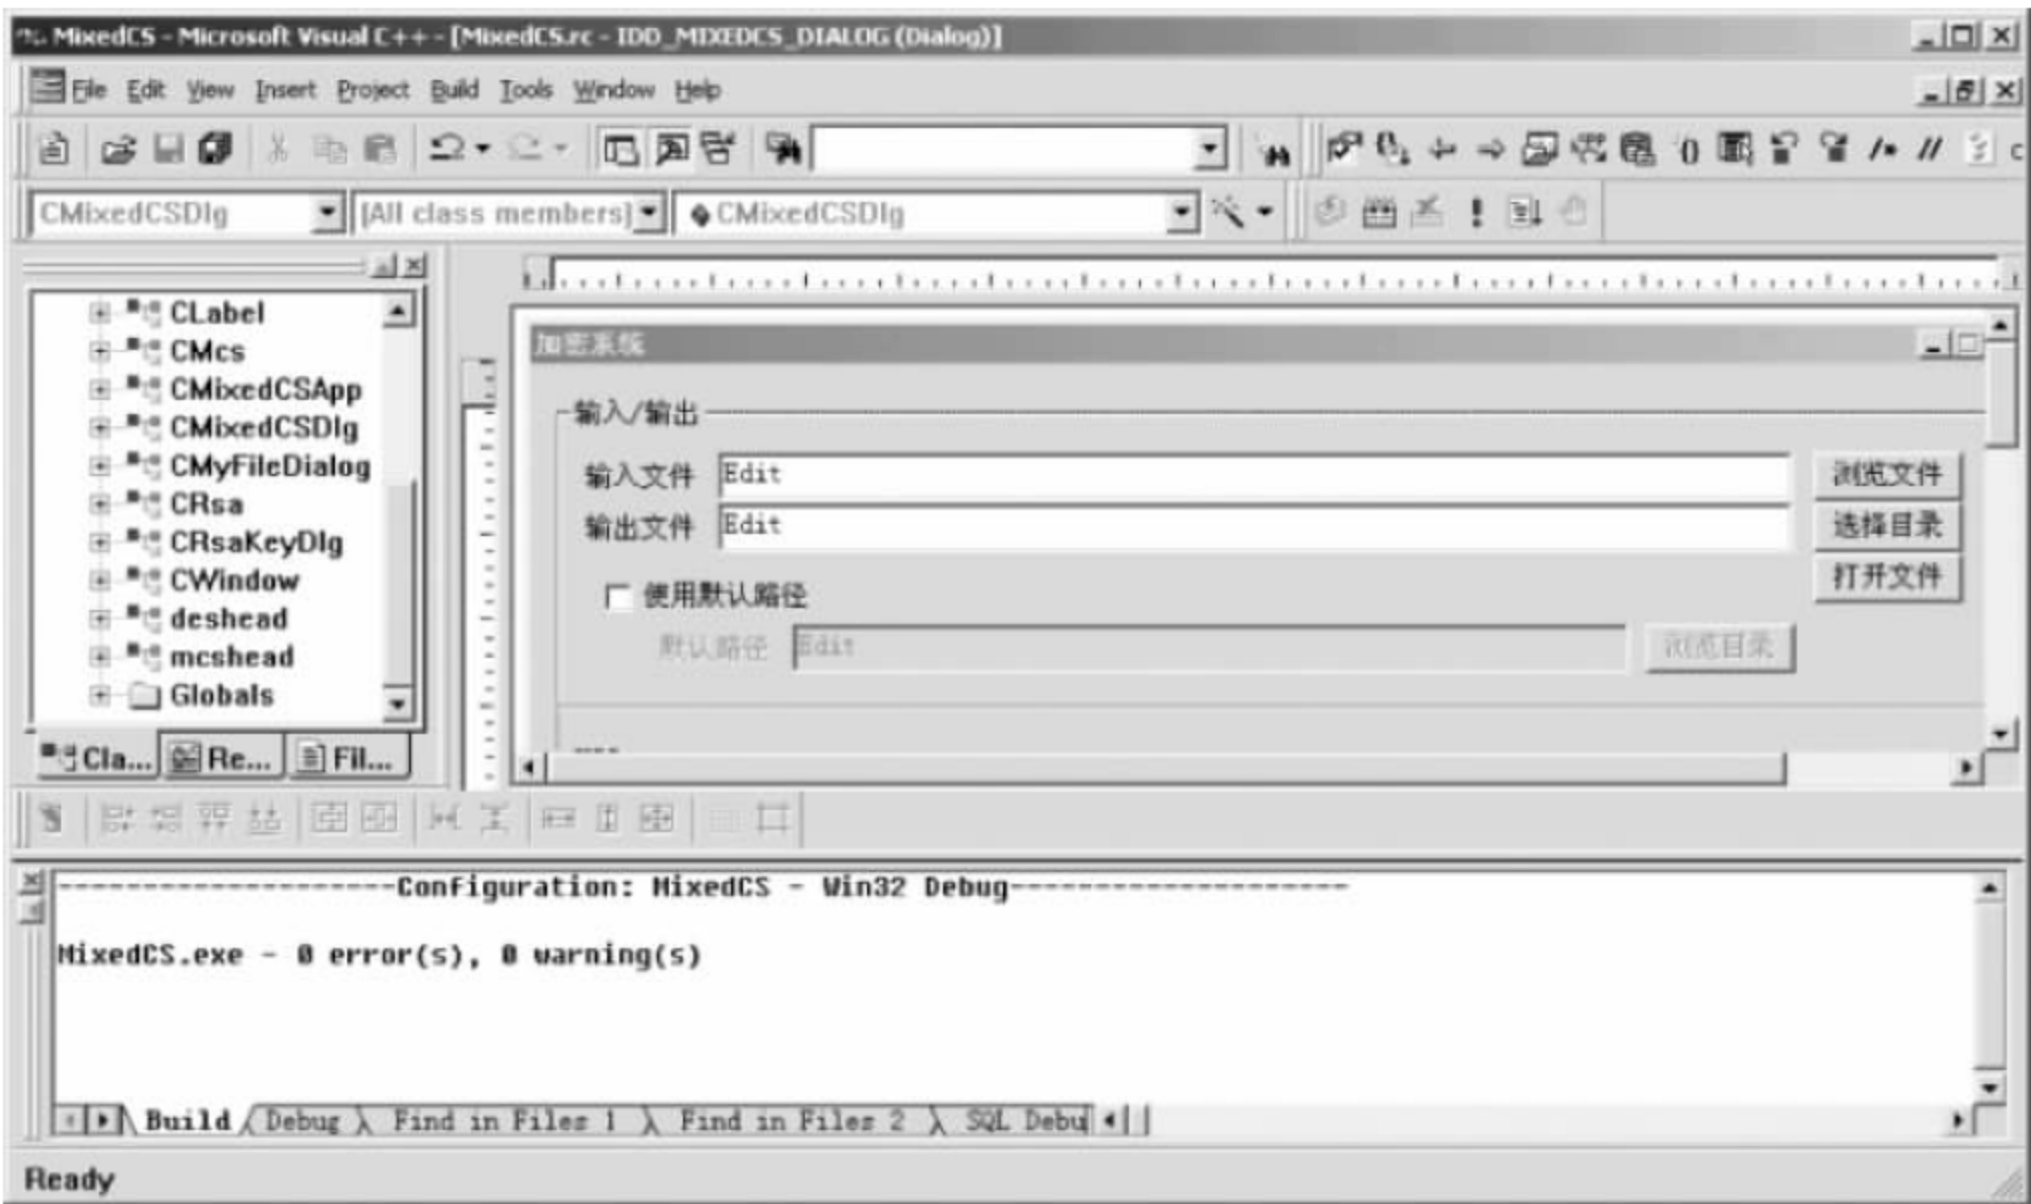 MixedCS - Microsoft Visual C++ - [MixedCS.rc - IDD_MIXEDCS_DIALOG (Dialog)]
File Edit View Insert Project Build Tools Window Help
CMixedCSDlg [All class members] CMixedCSDlg
CLabel
CMcs
CMixedCSApp
CMixedCSDlg
CMyFileDialog
CRsa
CRsaKeyDlg
CWindow
deshead
mcshead
Globals
Cla... Re... Fil...
加密系统
输入/输出
输入文件 Edit 浏览文件
输出文件 Edit 选择目录
打开文件
使用默认路径
默认路径 Edit 浏览目录
--------------------Configuration: MixedCS - Win32 Debug--------------------
MixedCS.exe - 0 error(s), 0 warning(s)
Build Debug Find in Files 1 Find in Files 2 SQL Debu
Ready